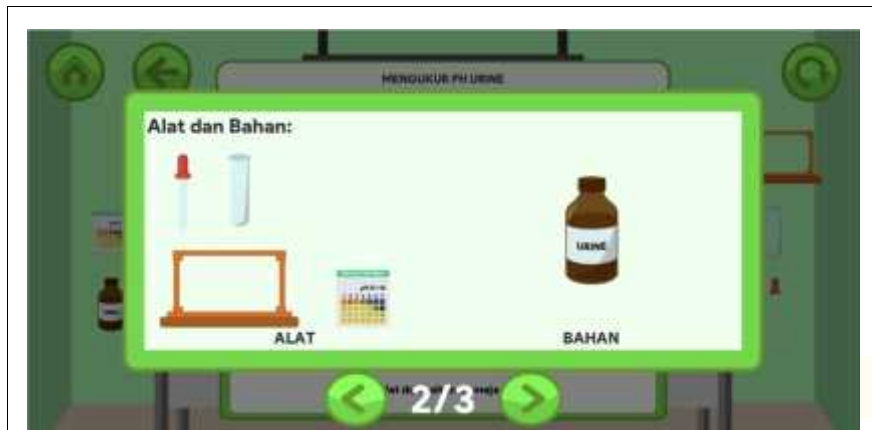 MENGUKUR PH URINE
Alat dan Bahan:
URINE
ALAT
BAHAN
2/3